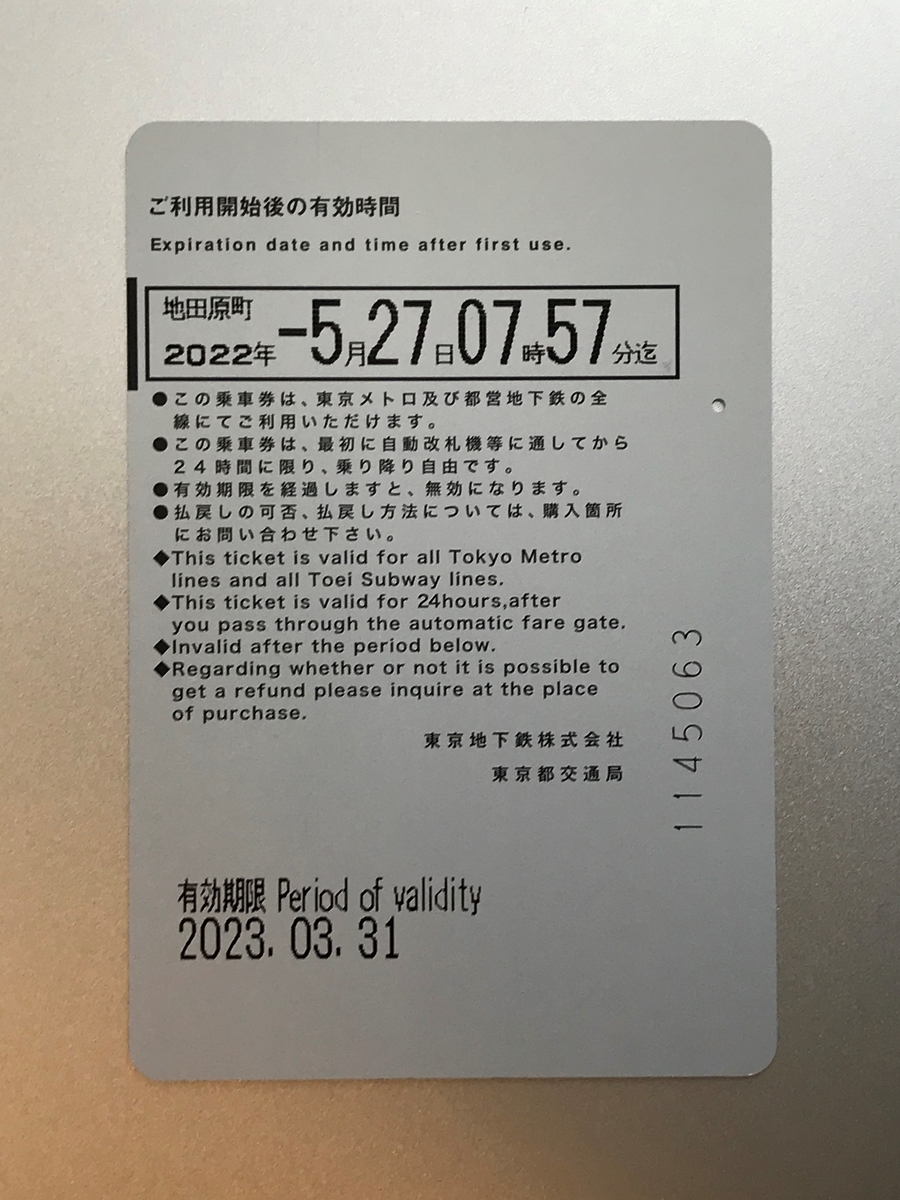 ご利用開始後の有効時間
Expiration date and time after first use.
地田原町
2022年-5月27日07時57分迄
●この乗車券は、東京メトロ及び都営地下鉄の全
線にてご利用いただけます。
●この乗車券は、最初に自動改札機等に通してから
24時間に限り、乗り降り自由です。
●有効期限を経過しますと、無効になります。
●払戻しの可否、払戻し方法については、購入箇所
にお問い合わせ下さい。
◆This ticket is valid for all Tokyo Metro
lines and all Toei Subway lines.
◆This ticket is valid for 24hours,after
you pass through the automatic fare gate.
◆Invalid after the period below.
◆Regarding whether or not it is possible to
get a refund please inquire at the place
of purchase.
東京地下鉄株式会社
東京都交通局
1145063
有効期限 Period of validity
2023. 03. 31